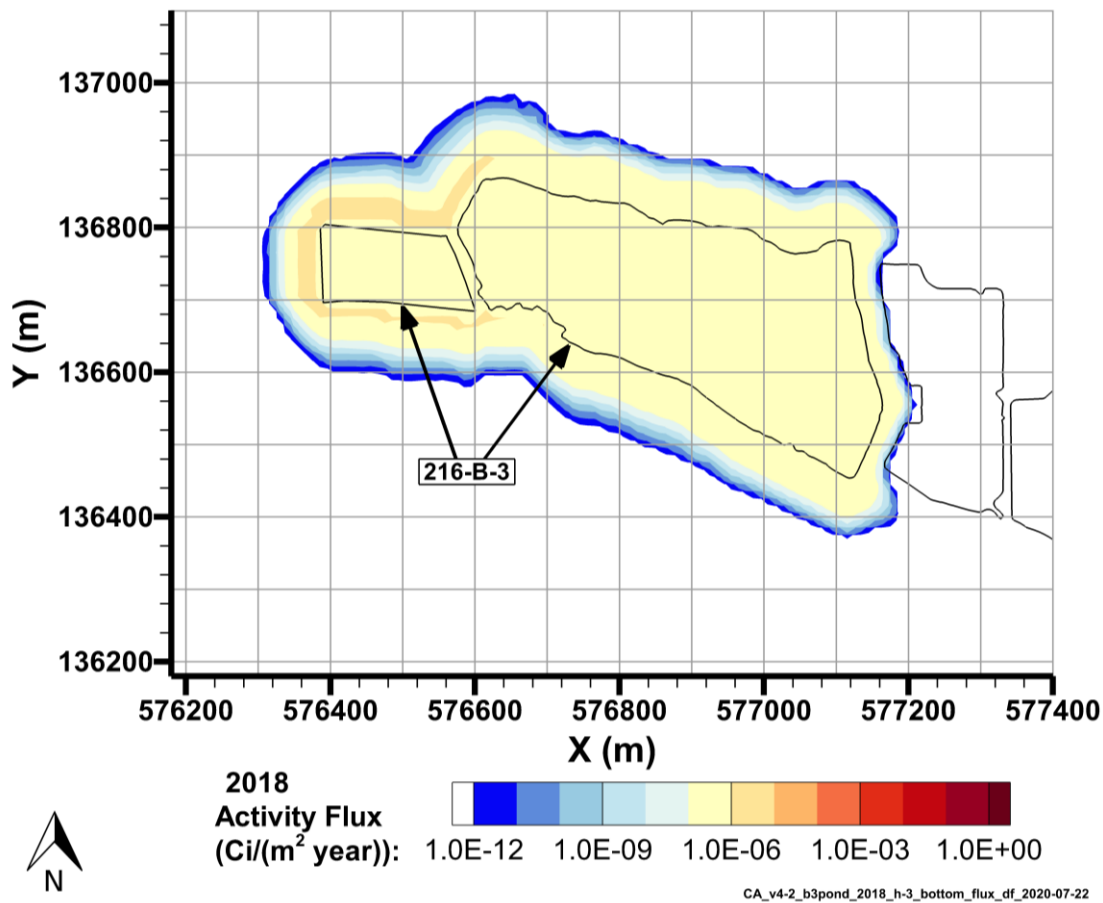 137000
136800
136600
136400
136200
Y (m)
216-B-3
576200 576400 576600 576800 577000 577200 577400
X (m)
2018
Activity Flux
(Ci/(m² year)):
1.0E-12 1.0E-09 1.0E-06 1.0E-03 1.0E+00
N
CA_v4-2_b3pond_2018_h-3_bottom_flux_df_2020-07-22